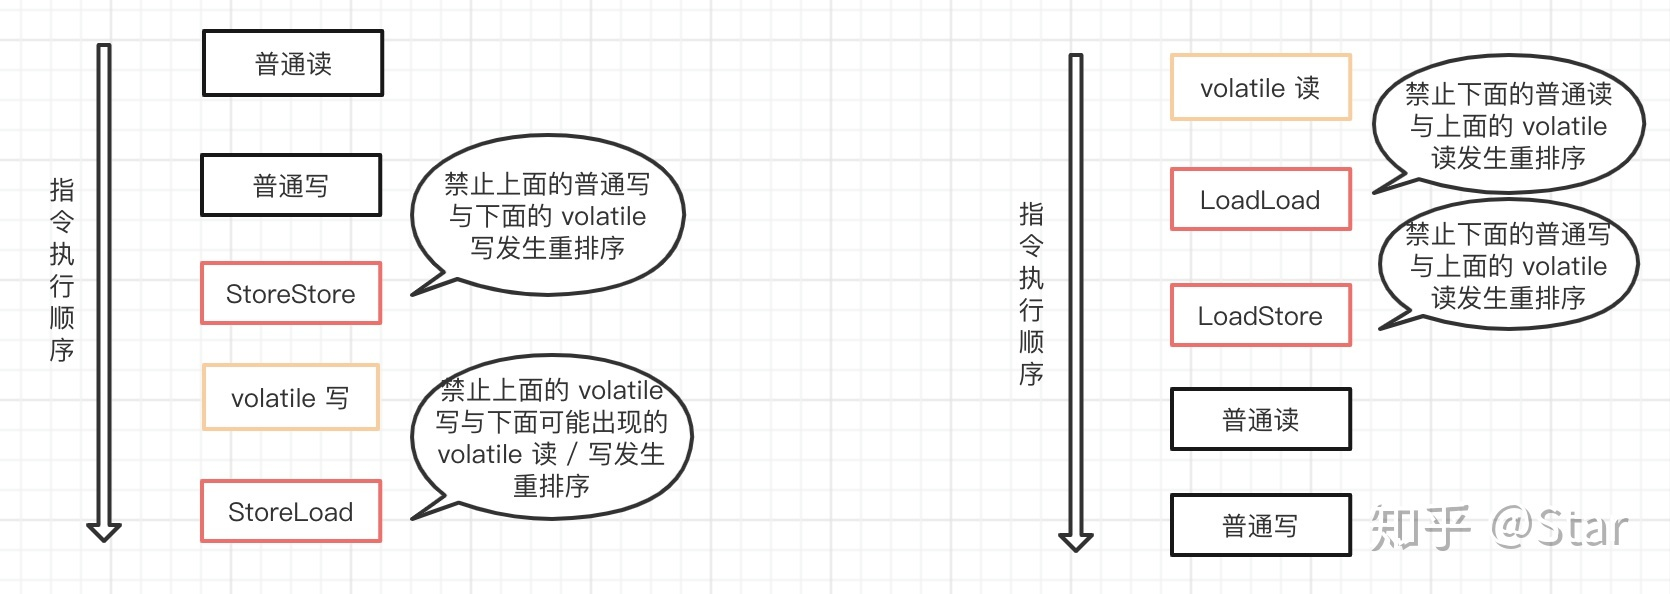 指令执行顺序
普通读
普通写
禁止上面的普通写
与下面的 volatile
写发生重排序
StoreStore
volatile 写
禁止上面的 volatile
写与下面可能出现的
volatile 读 / 写发生
重排序
StoreLoad
指令执行顺序
volatile 读
禁止下面的普通读
与上面的 volatile
读发生重排序
LoadLoad
禁止下面的普通写
与上面的 volatile
读发生重排序
LoadStore
普通读
普通写
知乎 @Star